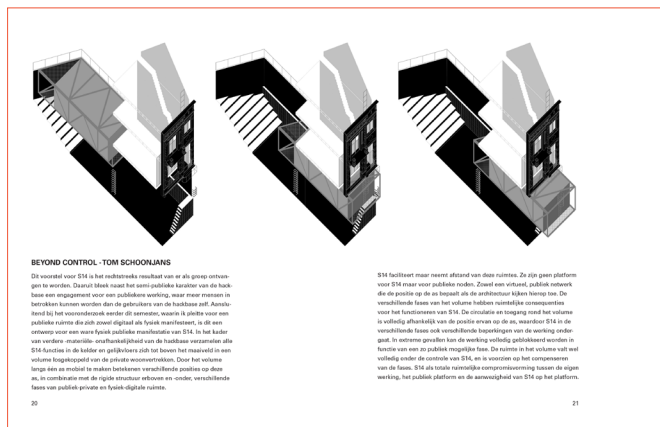 BEYOND CONTROL - TOM SCHOONJANS
Dit voorstel voor S14 is het rechtstreeks resultaat van er als groep ontvan-
gen te worden. Daaruit bleek naast het semi-publieke karakter van de hack-
base een engagement voor een publiekere werking, waar meer mensen in
betrokken kunnen worden dan de gebruikers van de hackbase zelf. Aanslu-
itend bij het vooronderzoek eerder dit semester, waarin ik pleitte voor een
publieke ruimte die zich zowel digitaal als fysiek manifesteert, is dit een
ontwerp voor een ware fysiek publieke manifestatie van S14. In het kader
van verdere -materiële- onafhankelijkheid van de hackbase verzamelen alle
S14-functies in de kelder en gelijkvloers zich tot boven het maaiveld in een
volume losgekoppeld van de private woonvertrekken. Door het volume
langs één as mobiel te maken betekenen verschillende posities op deze
as, in combinatie met de rigide structuur erboven en -onder, verschillende
fases van publiek-private en fysiek-digitale ruimte.
20
S14 faciliteert maar neemt afstand van deze ruimtes. Ze zijn geen platform
voor S14 maar voor publieke noden. Zowel een virtueel, publiek netwerk
die de positie op de as bepaalt als de architectuur kijken hierop toe. De
verschillende fases van het volume hebben ruimtelijke consequenties
voor het functioneren van S14. De circulatie en toegang rond het volume
is volledig afhankelijk van de positie ervan op de as, waardoor S14 in de
verschillende fases ook verschillende beperkingen van de werking onder-
gaat. In extreme gevallen kan de werking volledig geblokkeerd worden in
functie van een zo publiek mogelijke fase. De ruimte in het volume valt wel
volledig onder de controle van S14, en is voorzien op het compenseren
van de fases. S14 als totale ruimtelijke compromisvorming tussen de eigen
werking, het publiek platform en de aanwezigheid van S14 op het platform.
21